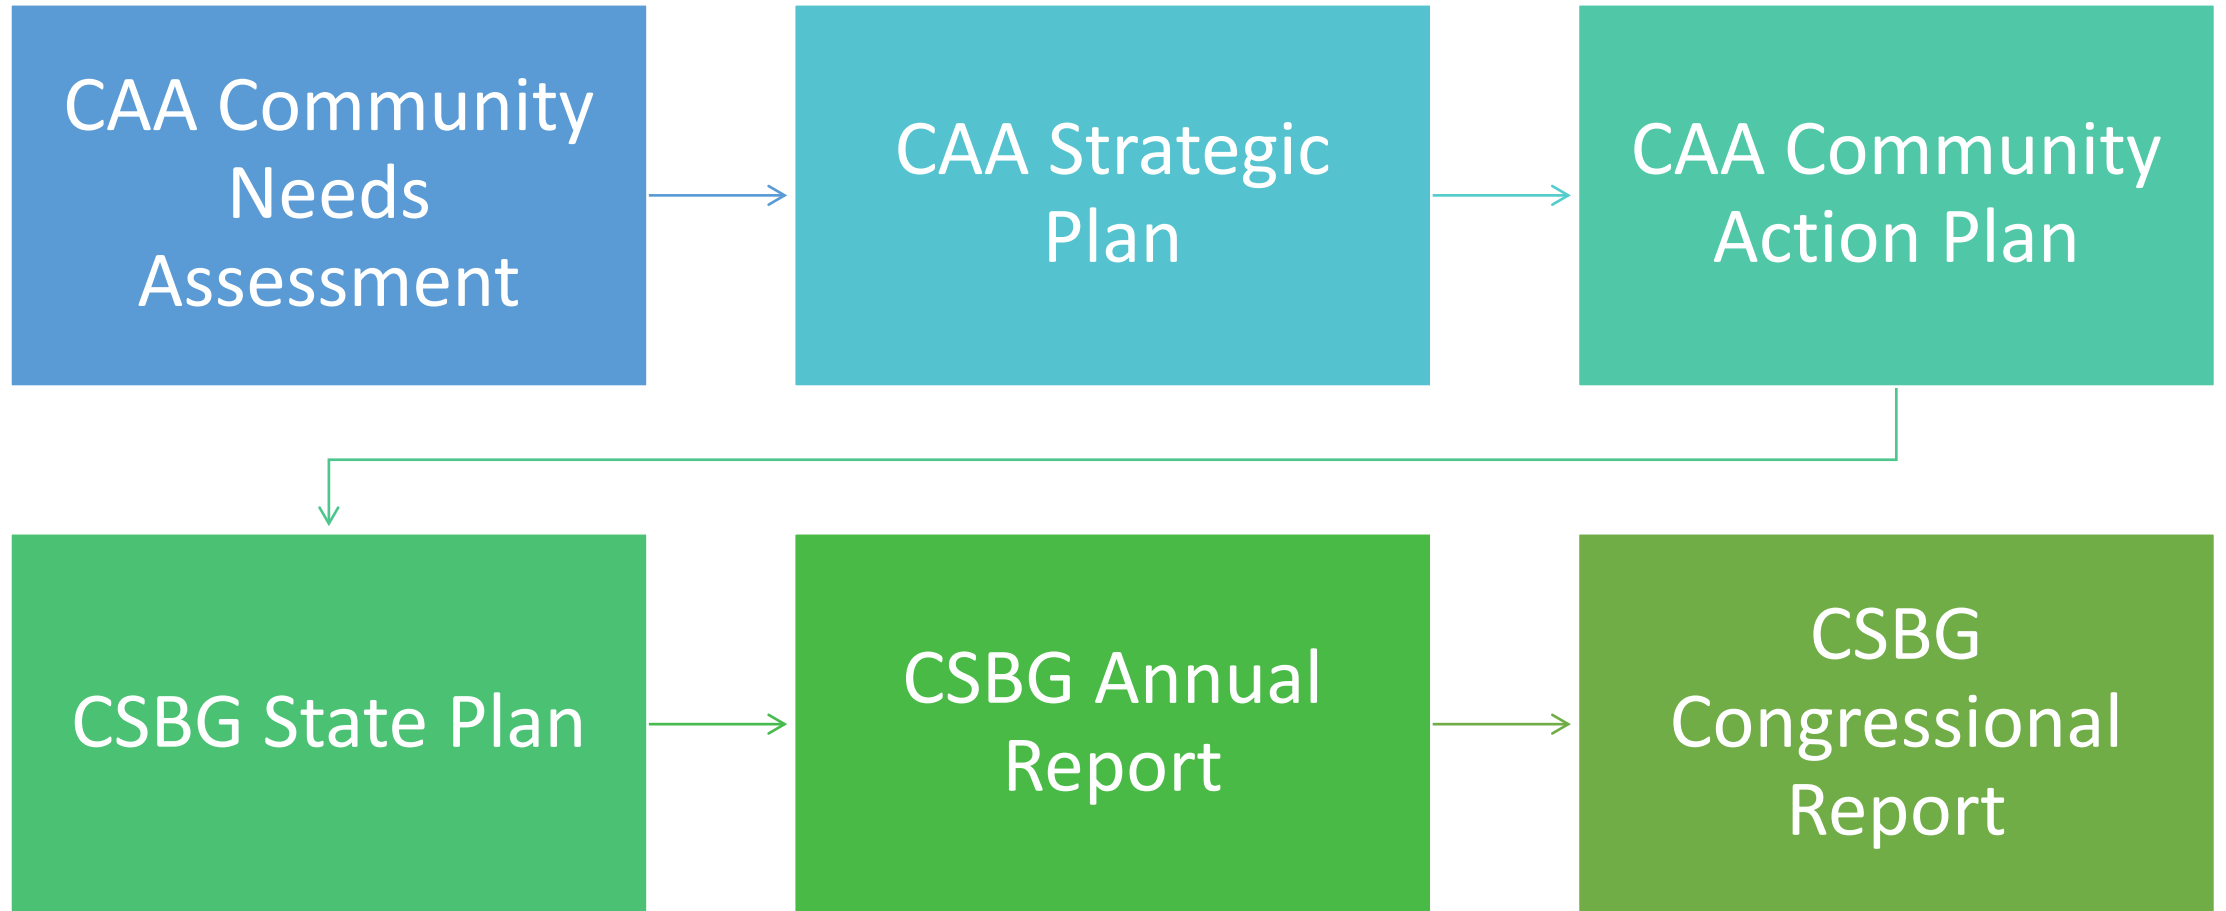 CAA Community
Needs
Assessment
CAA Strategic
Plan
CAA Community
Action Plan
CSBG State Plan
CSBG Annual
Report
CSBG
Congressional
Report